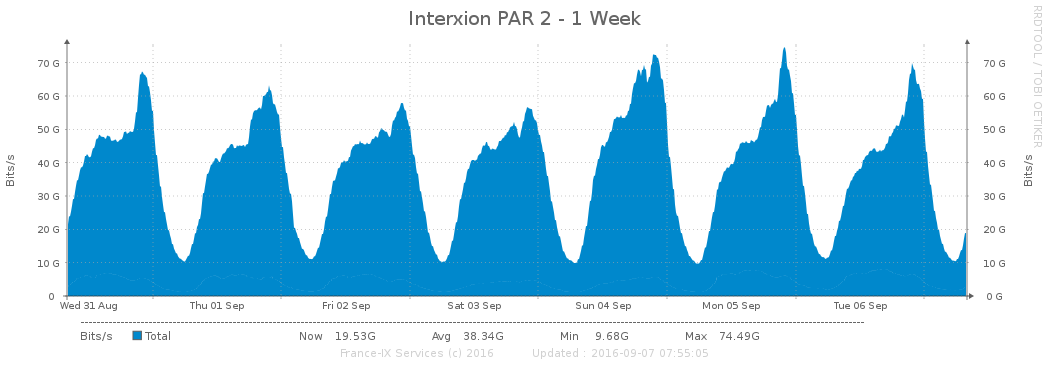 Interxion PAR 2 - 1 Week
RRDTOOL / TOBI OETIKER
Bits/s
70 G 70 G
60 G 60 G
50 G 50 G
40 G 40 G
30 G 30 G
20 G 20 G
10 G 10 G
0 0 G
Bits/s
Wed 31 Aug Thu 01 Sep Fri 02 Sep Sat 03 Sep Sun 04 Sep Mon 05 Sep Tue 06 Sep
Bits/s Total Now 19.53G Avg 38.34G Min 9.68G Max 74.49G
France-IX Services (c) 2016 Updated : 2016-09-07 07:55:05